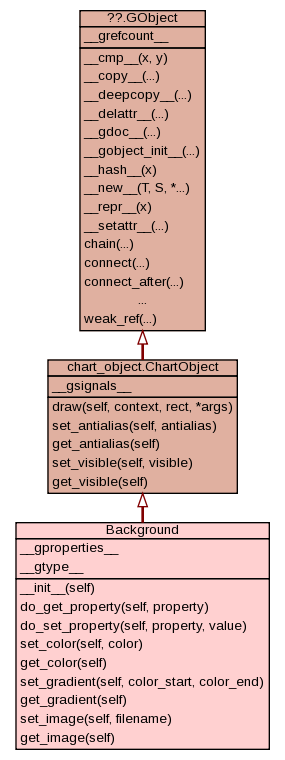 ??.GObject
__grefcount__
__cmp__(x, y)
__copy__(...)
__deepcopy__(...)
__delattr__(...)
__gdoc__(...)
__gobject_init__(...)
__hash__(x)
__new__(T, S, *...)
__repr__(x)
__setattr__(...)
chain(...)
connect(...)
connect_after(...)
...
weak_ref(...)
chart_object.ChartObject
__gsignals__
draw(self, context, rect, *args)
set_antialias(self, antialias)
get_antialias(self)
set_visible(self, visible)
get_visible(self)
Background
__gproperties__
__gtype__
__init__(self)
do_get_property(self, property)
do_set_property(self, property, value)
set_color(self, color)
get_color(self)
set_gradient(self, color_start, color_end)
get_gradient(self)
set_image(self, filename)
get_image(self)